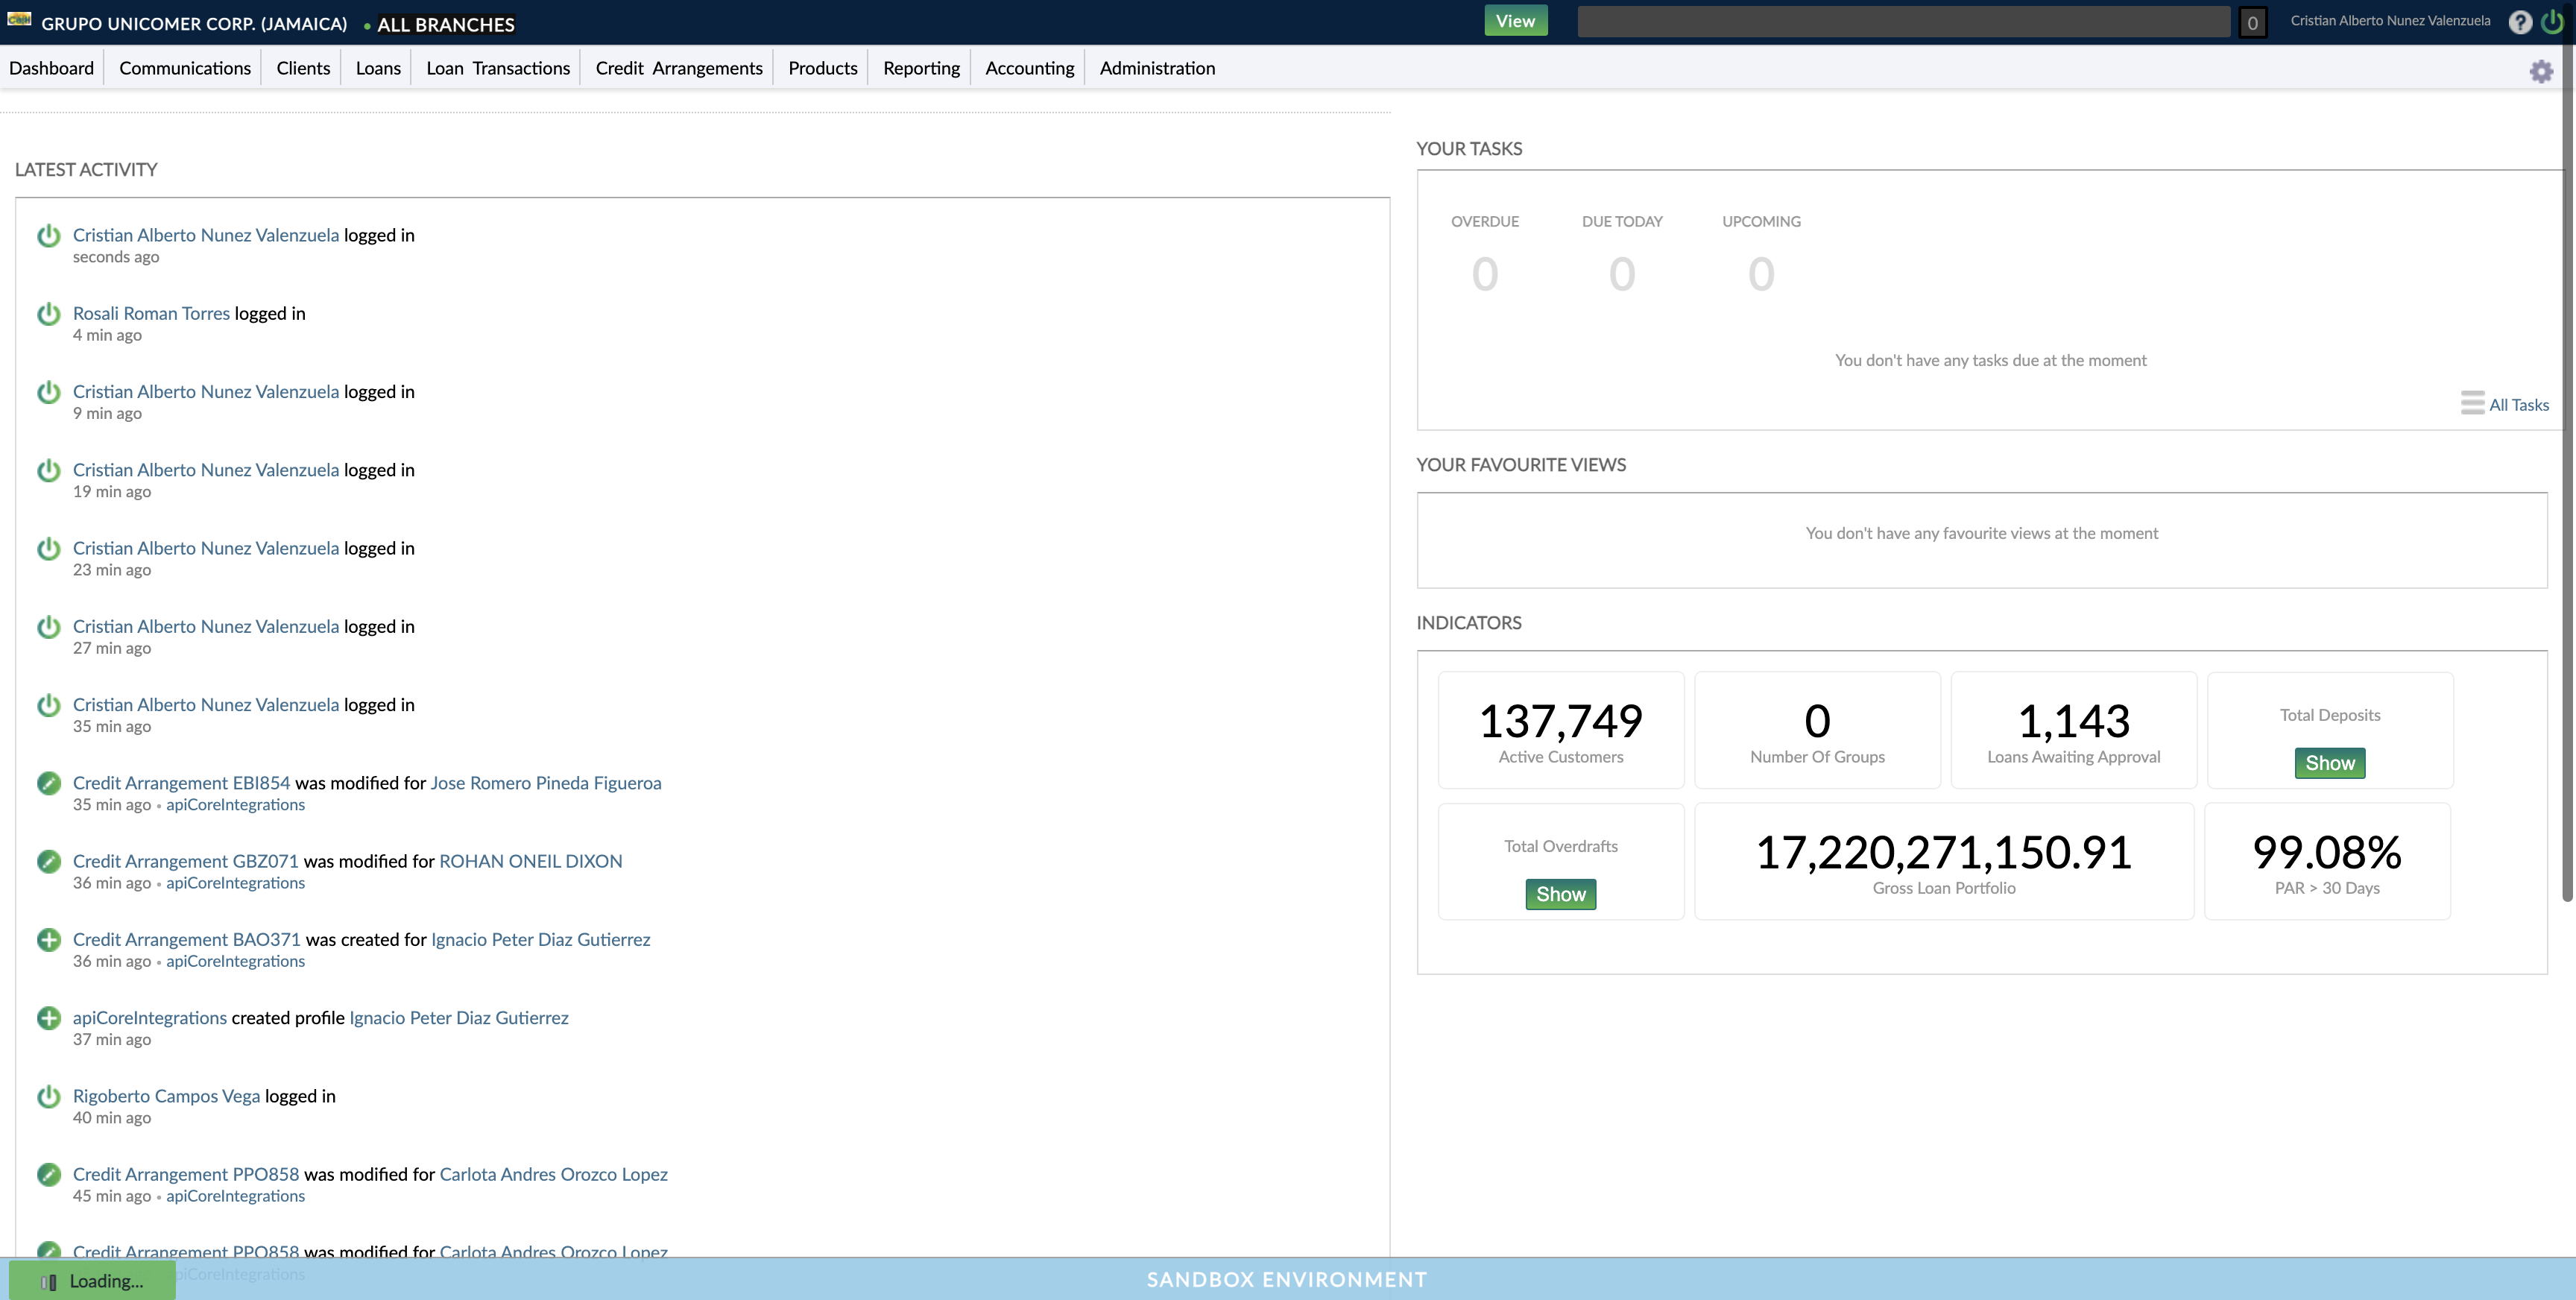 GRUPO UNICOMER CORP. (JAMAICA) • ALL BRANCHES
View
0
Cristian Alberto Nunez Valenzuela
Dashboard
Communications
Clients
Loans
Loan Transactions
Credit Arrangements
Products
Reporting
Accounting
Administration
LATEST ACTIVITY
Cristian Alberto Nunez Valenzuela logged in
seconds ago
Rosali Roman Torres logged in
4 min ago
Cristian Alberto Nunez Valenzuela logged in
9 min ago
Cristian Alberto Nunez Valenzuela logged in
19 min ago
Cristian Alberto Nunez Valenzuela logged in
23 min ago
Cristian Alberto Nunez Valenzuela logged in
27 min ago
Cristian Alberto Nunez Valenzuela logged in
35 min ago
Credit Arrangement EBI854 was modified for Jose Romero Pineda Figueroa
35 min ago • apiCoreIntegrations
Credit Arrangement GBZ071 was modified for ROHAN ONEIL DIXON
36 min ago • apiCoreIntegrations
Credit Arrangement BAO371 was created for Ignacio Peter Diaz Gutierrez
36 min ago • apiCoreIntegrations
apiCoreIntegrations created profile Ignacio Peter Diaz Gutierrez
37 min ago
Rigoberto Campos Vega logged in
40 min ago
Credit Arrangement PPO858 was modified for Carlota Andres Orozco Lopez
45 min ago • apiCoreIntegrations
Credit Arrangement PPO858 was modified for Carlota Andres Orozco Lopez
piCoreIntegrations
YOUR TASKS
OVERDUE
DUE TODAY
UPCOMING
0
0
0
You don't have any tasks due at the moment
All Tasks
YOUR FAVOURITE VIEWS
You don't have any favourite views at the moment
INDICATORS
137,749
Active Customers
0
Number Of Groups
1,143
Loans Awaiting Approval
Total Deposits
Show
Total Overdrafts
Show
17,220,271,150.91
Gross Loan Portfolio
99.08%
PAR > 30 Days
Loading...
SANDBOX ENVIRONMENT